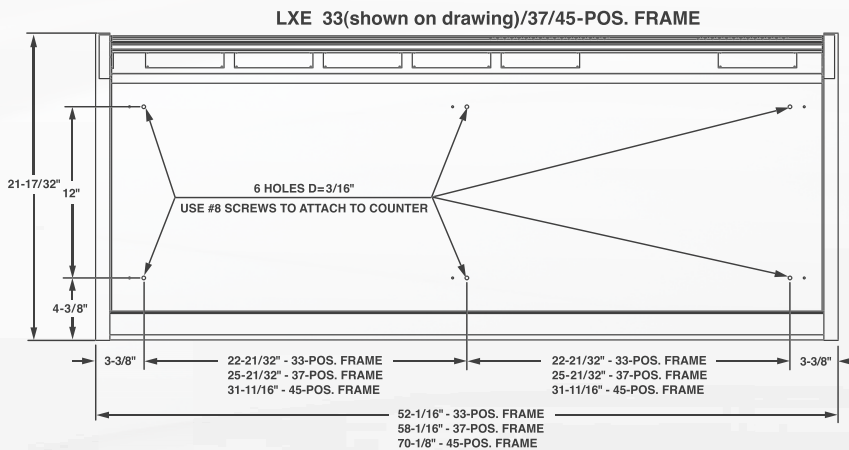 LXE 33(shown on drawing)/37/45-POS. FRAME
21-17/32"
12"
6 HOLES D=3/16"
USE #8 SCREWS TO ATTACH TO COUNTER
4-3/8"
3-3/8"
22-21/32" - 33-POS. FRAME
25-21/32" - 37-POS. FRAME
31-11/16" - 45-POS. FRAME
22-21/32" - 33-POS. FRAME
25-21/32" - 37-POS. FRAME
31-11/16" - 45-POS. FRAME
3-3/8"
52-1/16" - 33-POS. FRAME
58-1/16" - 37-POS. FRAME
70-1/8" - 45-POS. FRAME